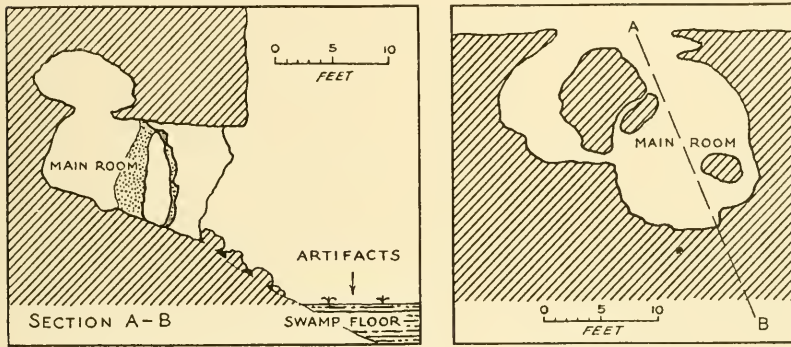 0 5 10
FEET
MAIN ROOM
ARTIFACTS
SWAMP FLOOR
SECTION A-B
A
MAIN ROOM
0 5 10
FEET
B